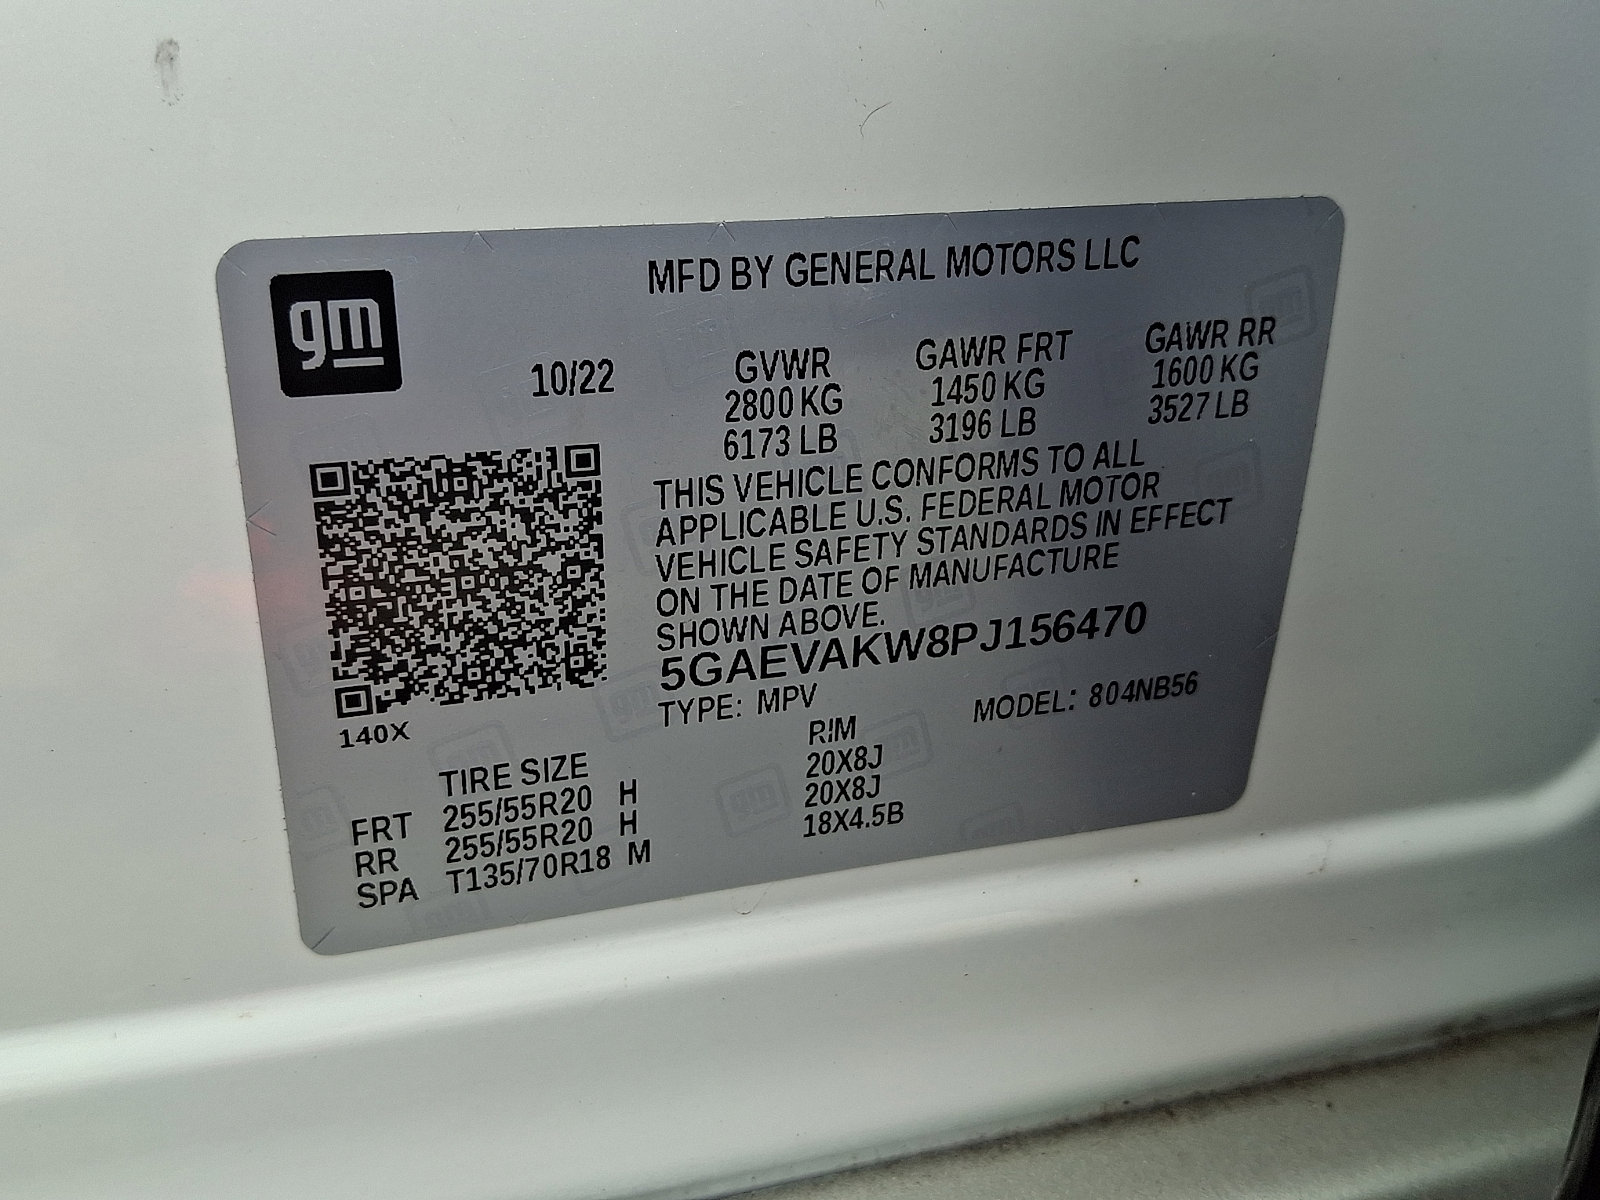 gm
MFD BY GENERAL MOTORS LLC
10/22
GVWR
2800 KG
6173 LB
GAWR FRT
1450 KG
3196 LB
GAWR RR
1600 KG
3527 LB
THIS VEHICLE CONFORMS TO ALL
APPLICABLE U.S. FEDERAL MOTOR
VEHICLE SAFETY STANDARDS IN EFFECT
ON THE DATE OF MANUFACTURE
SHOWN ABOVE.
5GAEVAKW8PJ156470
TYPE: MPV MODEL: 804NB56
140X
TIRE SIZE RIM
FRT 255/55R20 H 20X8J
RR 255/55R20 H 20X8J
SPA T135/70R18 M 18X4.5B